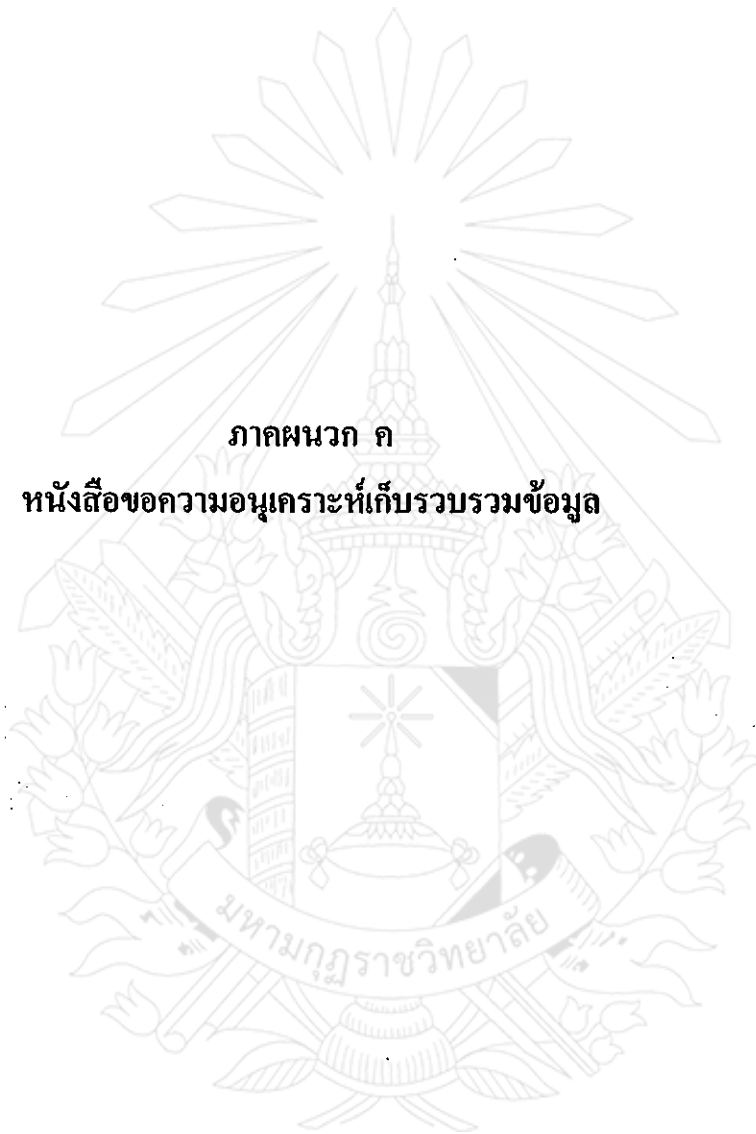 ภาคผนวก ค
หนังสือขอความอนุเคราะห์เก็บรวบรวมข้อมูล
มหามกุฏราชวิทยาลัย